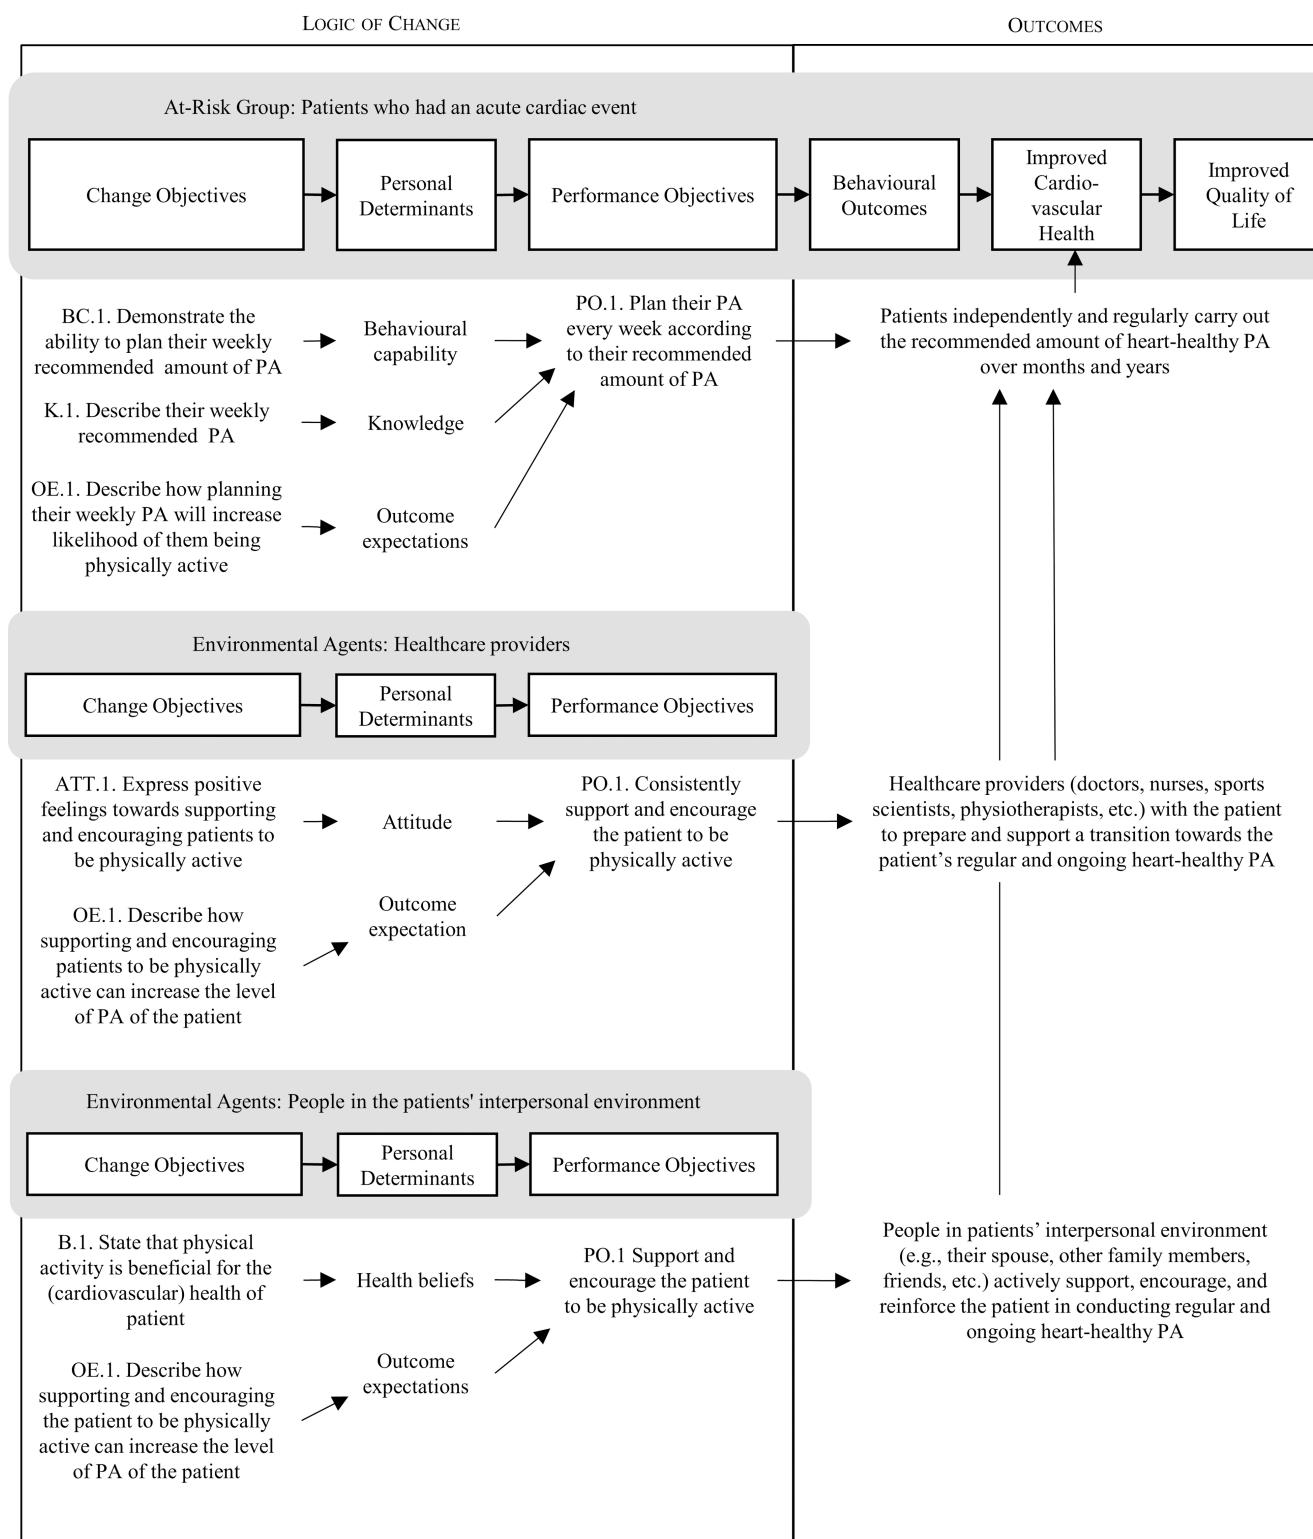 LOGIC OF CHANGE
OUTCOMES
At-Risk Group: Patients who had an acute cardiac event
Change Objectives
Personal
Determinants
Performance Objectives
Behavioural
Outcomes
Improved
Cardio-
vascular
Health
Improved
Quality of
Life
BC.1. Demonstrate the
ability to plan their weekly
recommended amount of PA
Behavioural
capability
PO.1. Plan their PA
every week according
to their recommended
amount of PA
Patients independently and regularly carry out
the recommended amount of heart-healthy PA
over months and years
K.1. Describe their weekly
recommended PA
Knowledge
OE.1. Describe how planning
their weekly PA will increase
likelihood of them being
physically active
Outcome
expectations
Environmental Agents: Healthcare providers
Change Objectives
Personal
Determinants
Performance Objectives
ATT.1. Express positive
feelings towards supporting
and encouraging patients to
be physically active
Attitude
PO.1. Consistently
support and encourage
the patient to be
physically active
Healthcare providers (doctors, nurses, sports
scientists, physiotherapists, etc.) with the patient
to prepare and support a transition towards the
patient’s regular and ongoing heart-healthy PA
OE.1. Describe how
supporting and encouraging
patients to be physically
active can increase the level
of PA of the patient
Outcome
expectation
Environmental Agents: People in the patients' interpersonal environment
Change Objectives
Personal
Determinants
Performance Objectives
B.1. State that physical
activity is beneficial for the
(cardiovascular) health of
patient
Health beliefs
PO.1 Support and
encourage the patient
to be physically active
People in patients’ interpersonal environment
(e.g., their spouse, other family members,
friends, etc.) actively support, encourage, and
reinforce the patient in conducting regular and
ongoing heart-healthy PA
OE.1. Describe how
supporting and encouraging
the patient to be physically
active can increase the level
of PA of the patient
Outcome
expectations